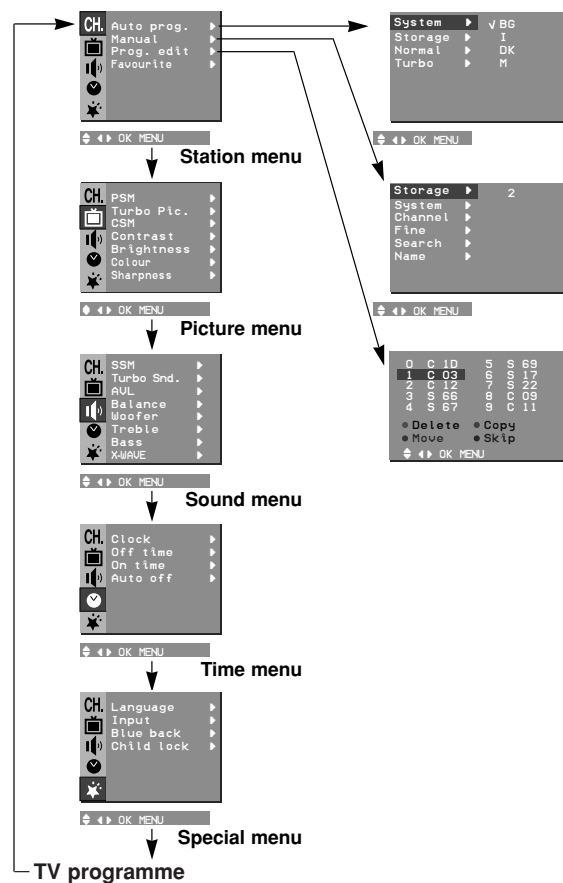 CH. Auto prog.
Manual
Prog. edit
Favourite
OK MENU
Station menu
CH. PSM
Turbo Pic.
CSM
Contrast
Brightness
Colour
Sharpness
OK MENU
Picture menu
CH. SSM
Turbo Snd.
AVL
Balance
Woofer
Treble
Bass
X-WAVE
OK MENU
Sound menu
CH. Clock
Off time
On time
Auto off
OK MENU
Time menu
CH. Language
Input
Blue back
Child lock
OK MENU
Special menu
TV programme
System √ BG
Storage I
Normal DK
Turbo M
OK MENU
Storage 2
System
Channel
Fine
Search
Name
OK MENU
0 C 10 5 S 69
1 C 03 6 S 17
2 C 12 7 S 22
3 S 66 8 C 09
4 S 67 9 C 11
Delete Copy
Move Skip
OK MENU